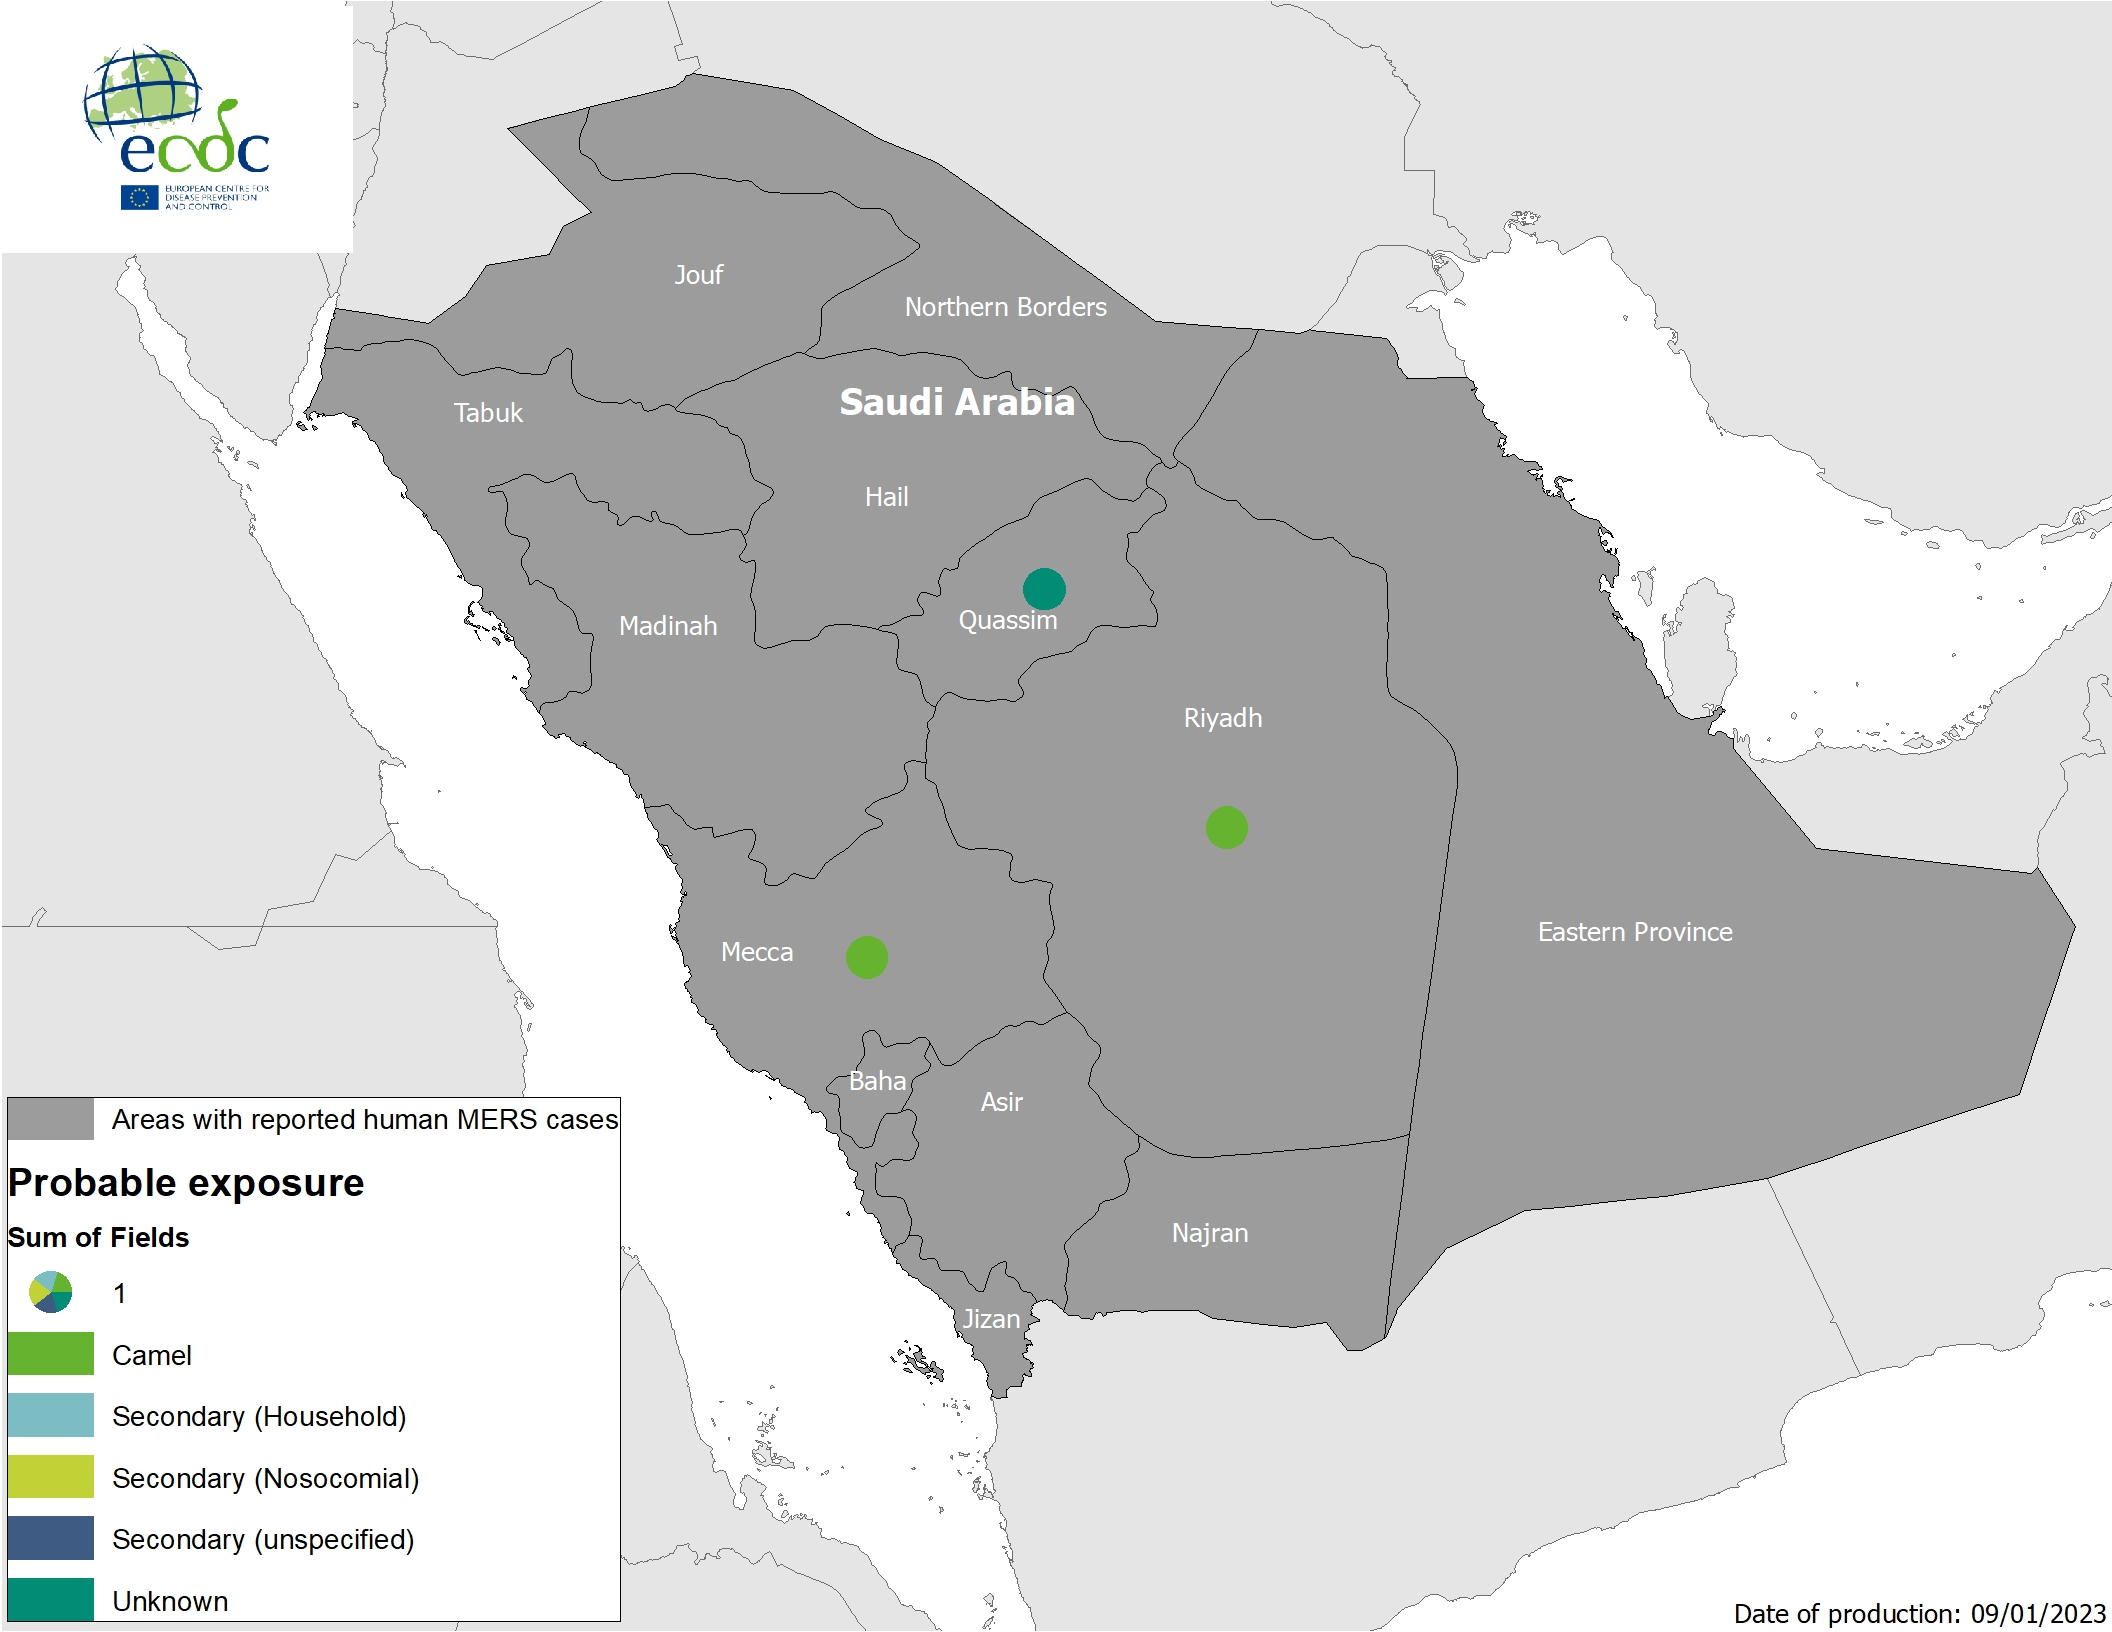 ecdc
EUROPEAN CENTRE FOR
DISEASE PREVENTION
AND CONTROL
Jouf
Northern Borders
Saudi Arabia
Tabuk
Hail
Quassim
Madinah
Riyadh
Eastern Province
Mecca
Baha
Asir
Najran
Jizan
Areas with reported human MERS cases
Probable exposure
Sum of Fields
1
Camel
Secondary (Household)
Secondary (Nosocomial)
Secondary (unspecified)
Unknown
Date of production: 09/01/2023